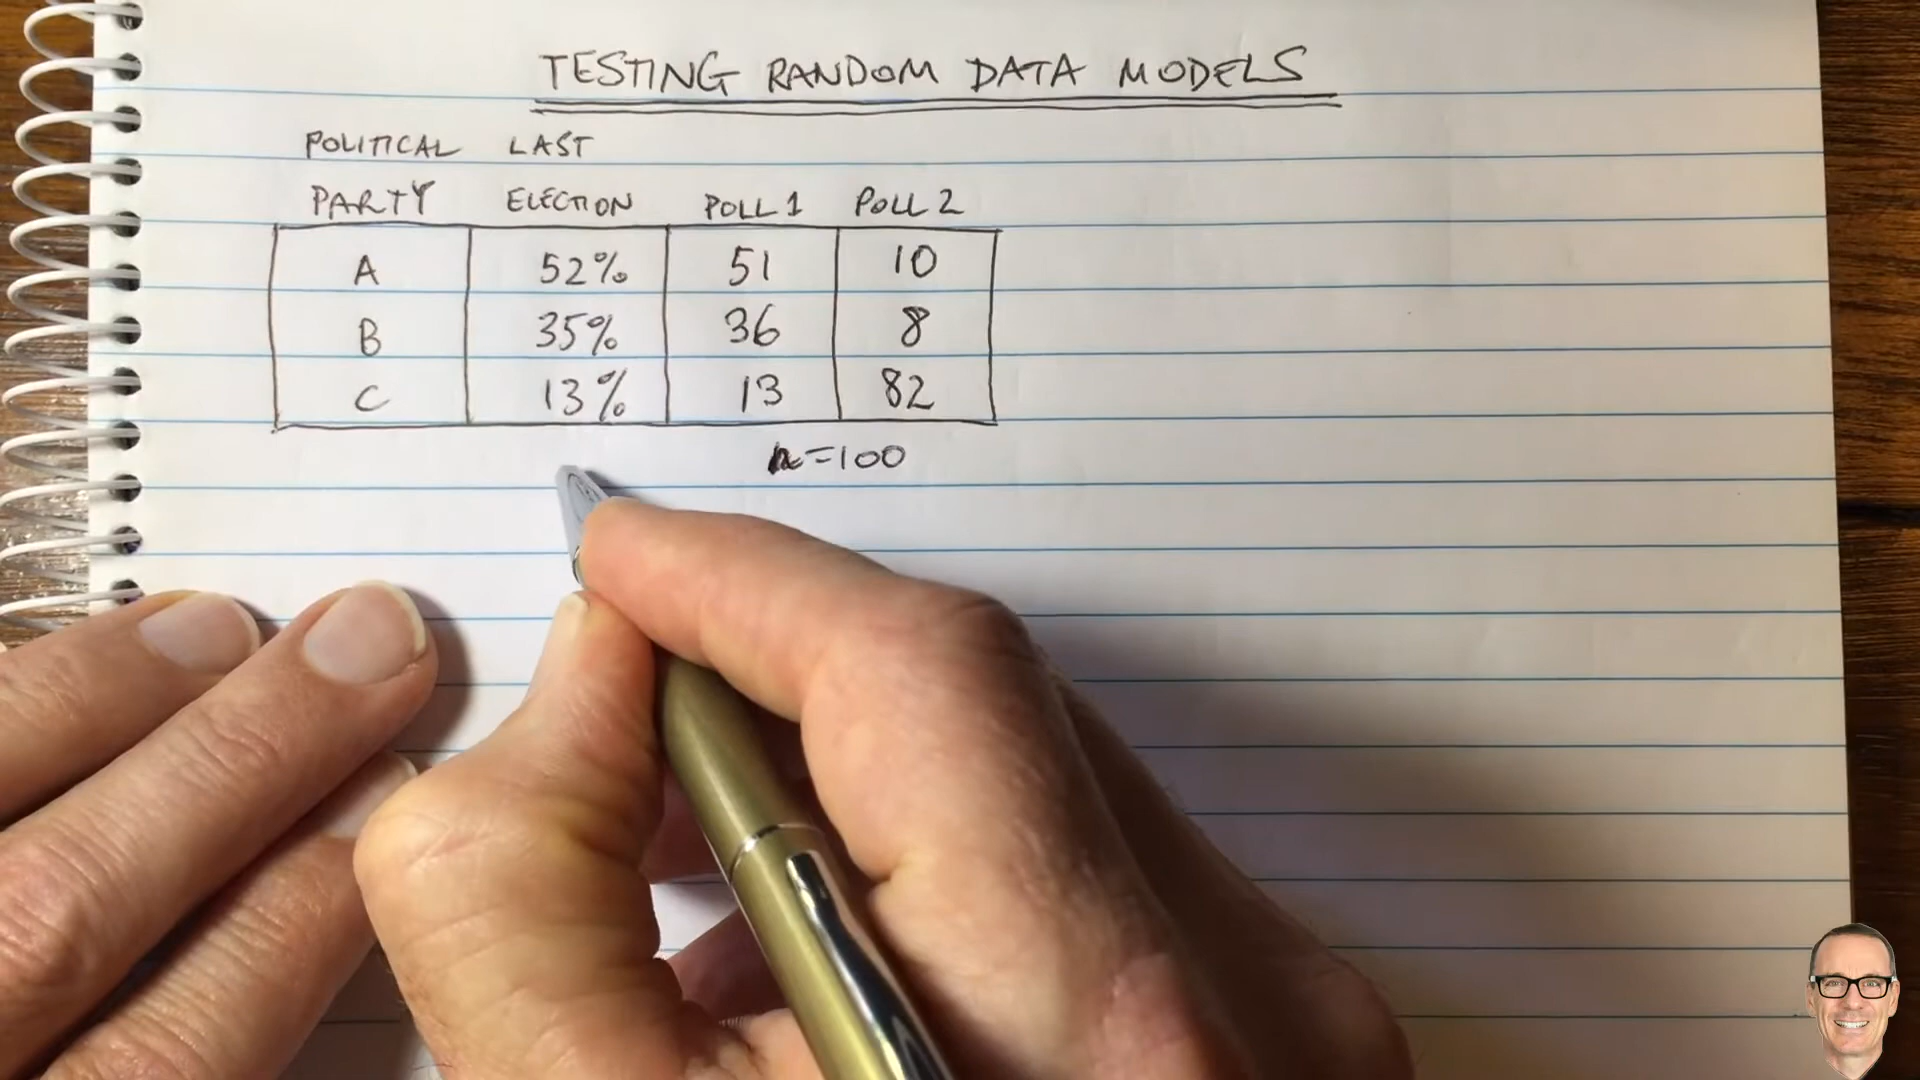 TESTING RANDOM DATA MODELS
POLITICAL LAST
PARTY ELECTION POLL 1 POLL 2
A 52% 51 10
B 35% 36 8
C 13% 13 82
n=100